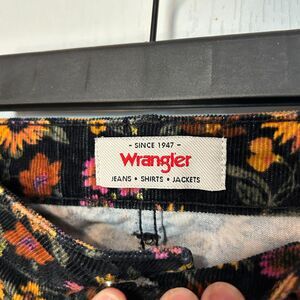 - SINCE 1947 -
Wrangler
JEANS • SHIRTS • JACKETS